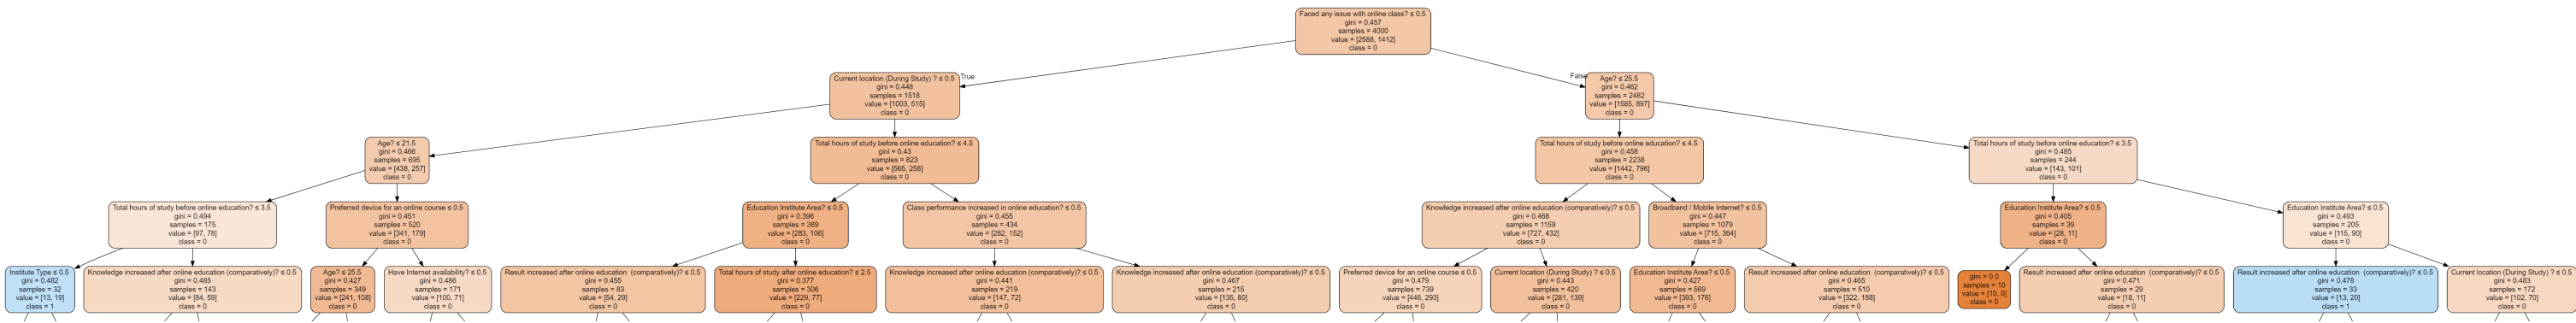 Faced any issue with online class? ≤ 0.5
gini = 0.457
samples = 4000
value = [2588, 1412]
class = 0
True
False
Current location (During Study) ? ≤ 0.5
gini = 0.448
samples = 1518
value = [1003, 515]
class = 0
Age? ≤ 25.5
gini = 0.462
samples = 2482
value = [1585, 897]
class = 0
Age? ≤ 21.5
gini = 0.466
samples = 695
value = [438, 257]
class = 0
Total hours of study before online education? ≤ 4.5
gini = 0.43
samples = 823
value = [565, 258]
class = 0
Total hours of study before online education? ≤ 4.5
gini = 0.458
samples = 2238
value = [1442, 796]
class = 0
Total hours of study before online education? ≤ 3.5
gini = 0.485
samples = 244
value = [143, 101]
class = 0
Total hours of study before online education? ≤ 3.5
gini = 0.494
samples = 175
value = [97, 78]
class = 0
Preferred device for an online course ≤ 0.5
gini = 0.451
samples = 520
value = [341, 179]
class = 0
Education Institute Area? ≤ 0.5
gini = 0.396
samples = 389
value = [283, 106]
class = 0
Class performance increased in online education? ≤ 0.5
gini = 0.455
samples = 434
value = [282, 152]
class = 0
Knowledge increased after online education (comparatively)? ≤ 0.5
gini = 0.468
samples = 1159
value = [727, 432]
class = 0
Broadband / Mobile Internet? ≤ 0.5
gini = 0.447
samples = 1079
value = [715, 364]
class = 0
Education Institute Area? ≤ 0.5
gini = 0.405
samples = 39
value = [28, 11]
class = 0
Education Institute Area? ≤ 0.5
gini = 0.493
samples = 205
value = [115, 90]
class = 0
Institute Type ≤ 0.5
gini = 0.482
samples = 32
value = [13, 19]
class = 1
Knowledge increased after online education (comparatively)? ≤ 0.5
gini = 0.485
samples = 143
value = [84, 59]
class = 0
Age? ≤ 25.5
gini = 0.427
samples = 349
value = [241, 108]
class = 0
Have Internet availability? ≤ 0.5
gini = 0.486
samples = 171
value = [100, 71]
class = 0
Result increased after online education  (comparatively)? ≤ 0.5
gini = 0.455
samples = 83
value = [54, 29]
class = 0
Total hours of study after online education? ≤ 2.5
gini = 0.377
samples = 306
value = [229, 77]
class = 0
Knowledge increased after online education (comparatively)? ≤ 0.5
gini = 0.441
samples = 219
value = [147, 72]
class = 0
Knowledge increased after online education (comparatively)? ≤ 0.5
gini = 0.467
samples = 215
value = [135, 80]
class = 0
Preferred device for an online course ≤ 0.5
gini = 0.479
samples = 739
value = [446, 293]
class = 0
Current location (During Study) ? ≤ 0.5
gini = 0.443
samples = 420
value = [281, 139]
class = 0
Education Institute Area? ≤ 0.5
gini = 0.427
samples = 569
value = [393, 176]
class = 0
Result increased after online education  (comparatively)? ≤ 0.5
gini = 0.465
samples = 510
value = [322, 188]
class = 0
gini = 0.0
samples = 10
value = [10, 0]
class = 0
Result increased after online education  (comparatively)? ≤ 0.5
gini = 0.471
samples = 29
value = [18, 11]
class = 0
Result increased after online education  (comparatively)? ≤ 0.5
gini = 0.478
samples = 33
value = [13, 20]
class = 1
Current location (During Study) ? ≤ 0.5
gini = 0.483
samples = 172
value = [102, 70]
class = 0